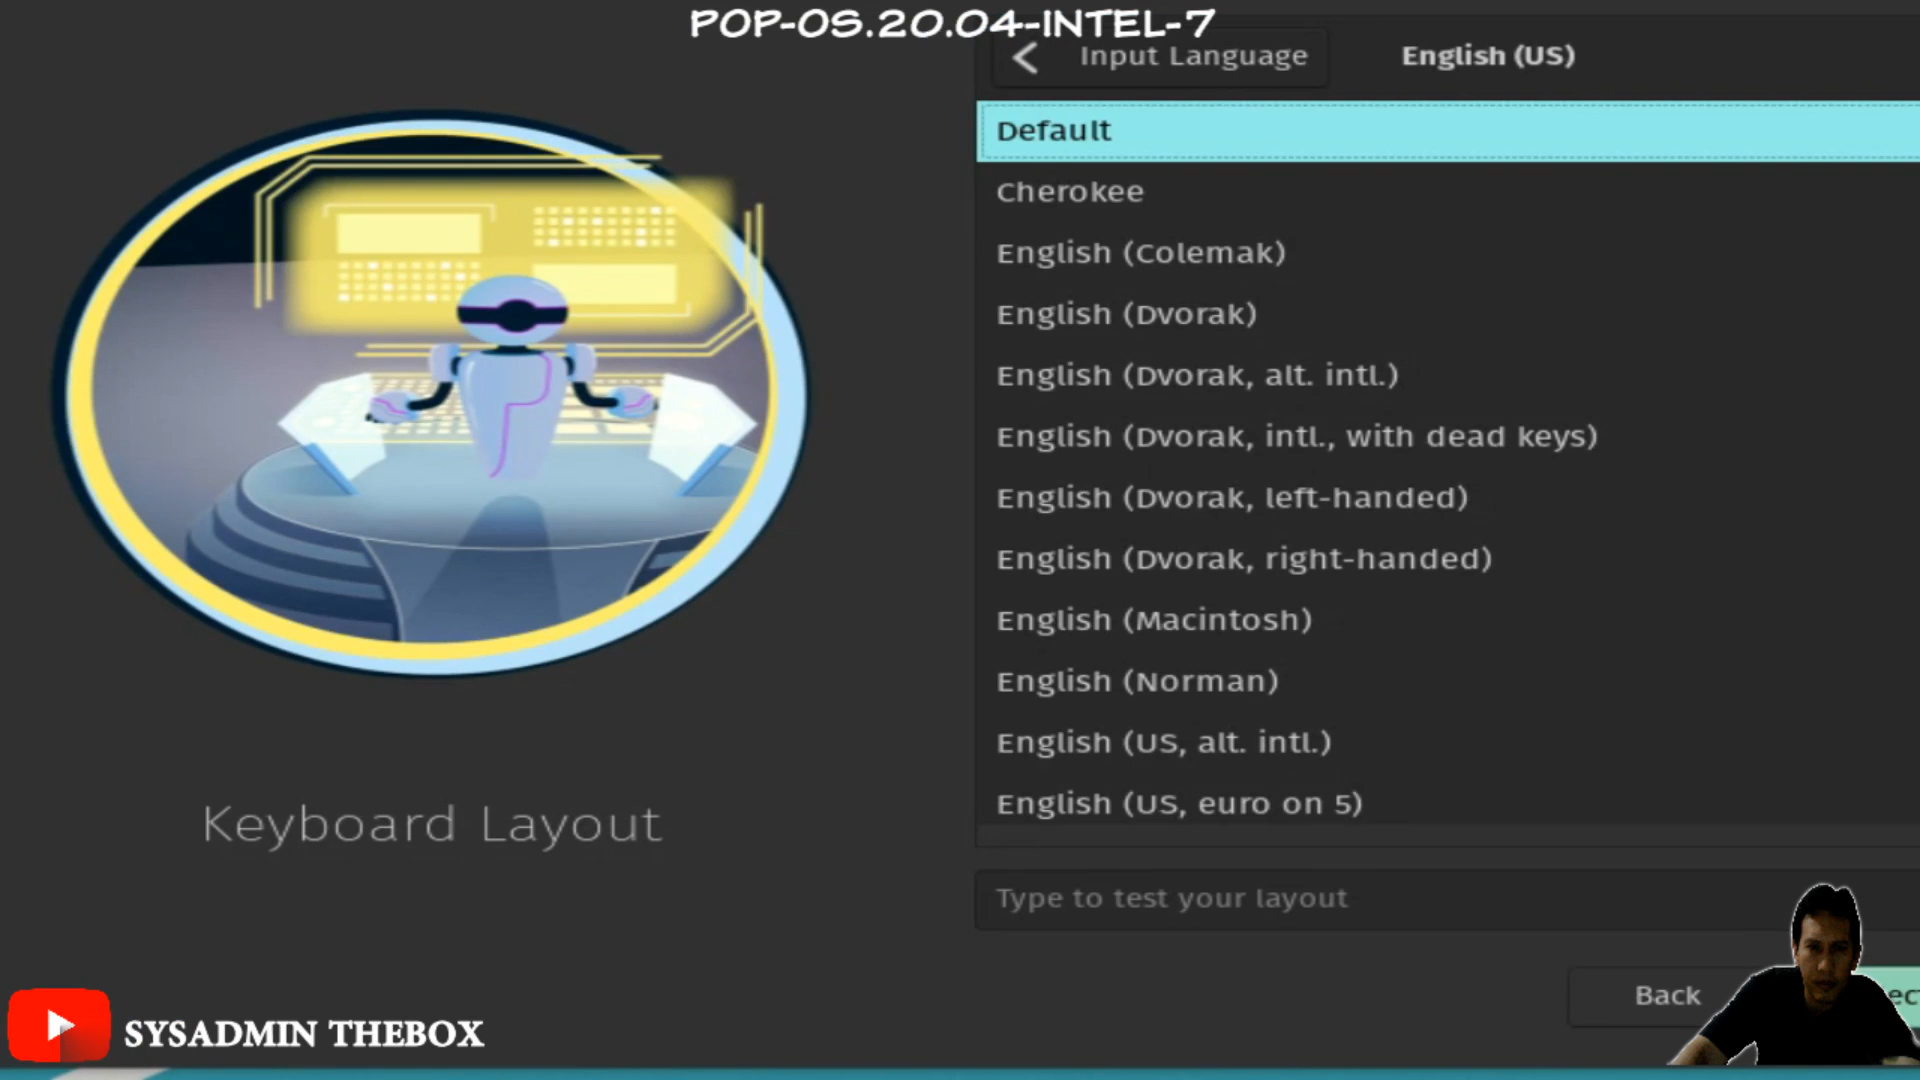 POP-OS.20.04-INTEL-7
Input Language
English (US)
Default
Cherokee
English (Colemak)
English (Dvorak)
English (Dvorak, alt. intl.)
English (Dvorak, intl., with dead keys)
English (Dvorak, left-handed)
English (Dvorak, right-handed)
English (Macintosh)
English (Norman)
English (US, alt. intl.)
English (US, euro on 5)
Keyboard Layout
Type to test your layout
Back
SYSADMIN THEBOX